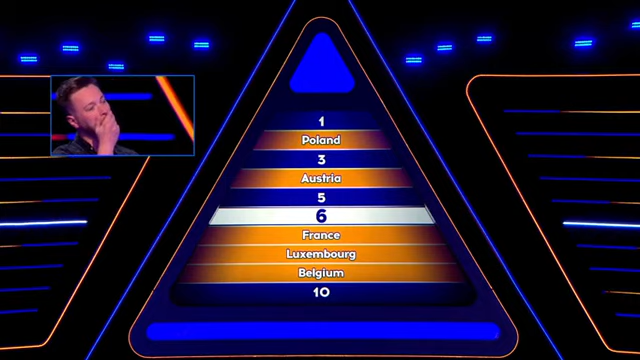 1
Poland
3
Austria
5
6
France
Luxembourg
Belgium
10